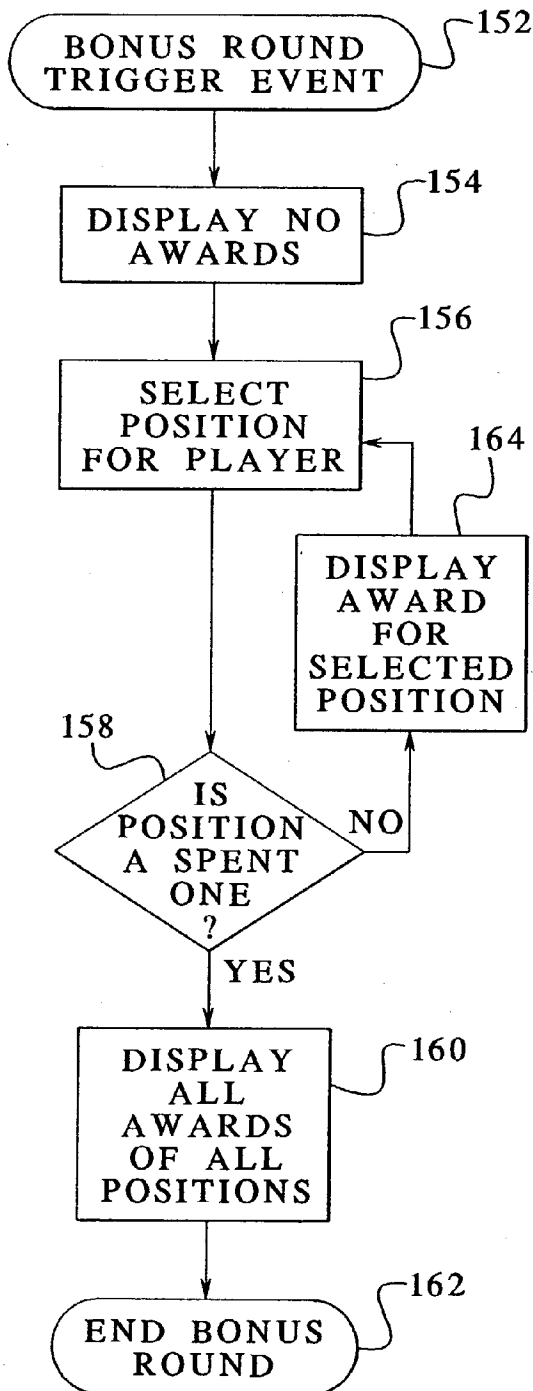 BONUS ROUND
TRIGGER EVENT
152
DISPLAY NO
AWARDS
154
SELECT
POSITION
FOR PLAYER
156
DISPLAY
AWARD
FOR
SELECTED
POSITION
164
IS
POSITION
A SPENT
ONE
?
158
NO
YES
DISPLAY
ALL
AWARDS
OF ALL
POSITIONS
160
END BONUS
ROUND
162